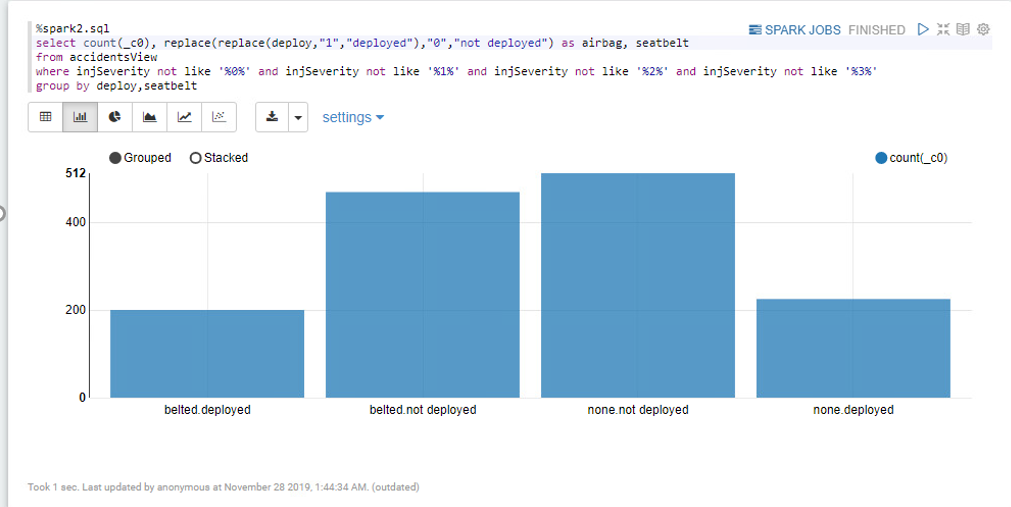 %spark2.sql
SPARK JOBS FINISHED
select count(_c0), replace(replace(deploy,"1","deployed"),"0","not deployed") as airbag, seatbelt
from accidentsView
where injSeverity not like '%0%' and injSeverity not like '%1%' and injSeverity not like '%2%' and injSeverity not like '%3%'
group by deploy,seatbelt
settings
Grouped Stacked count(_c0)
512
400
200
0
belted.deployed belted.not deployed none.not deployed none.deployed
Took 1 sec. Last updated by anonymous at November 28 2019, 1:44:34 AM. (outdated)